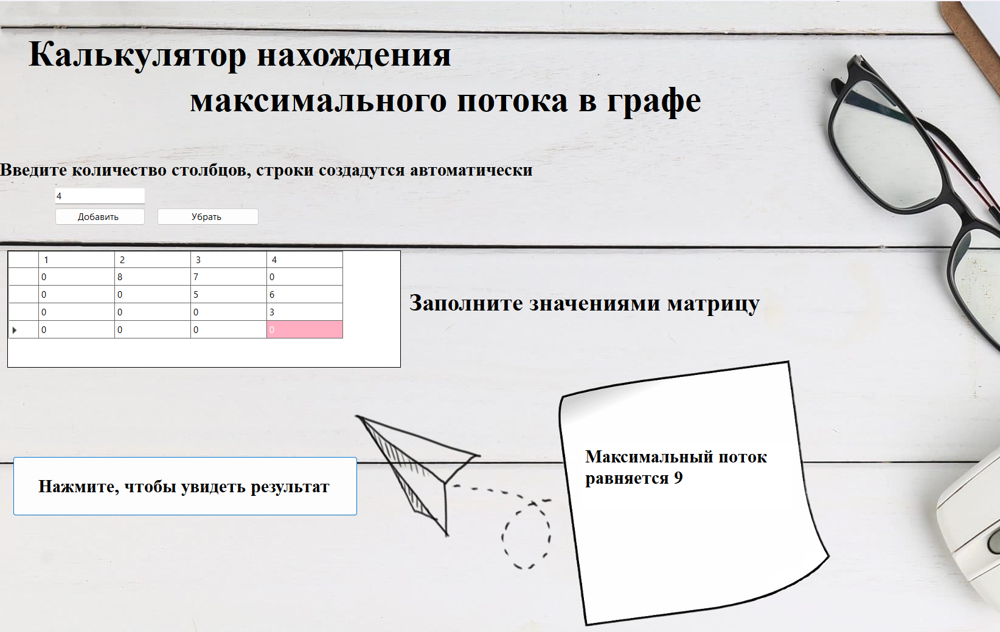 Калькулятор нахождения
максимального потока в графе
Введите количество столбцов, строки создадутся автоматически
4
Добавить Убрать
1 2 3 4
0 8 7 0
0 0 5 6
0 0 0 3
0 0 0 0
Заполните значениями матрицу
Максимальный поток
равняется 9
Нажмите, чтобы увидеть результат